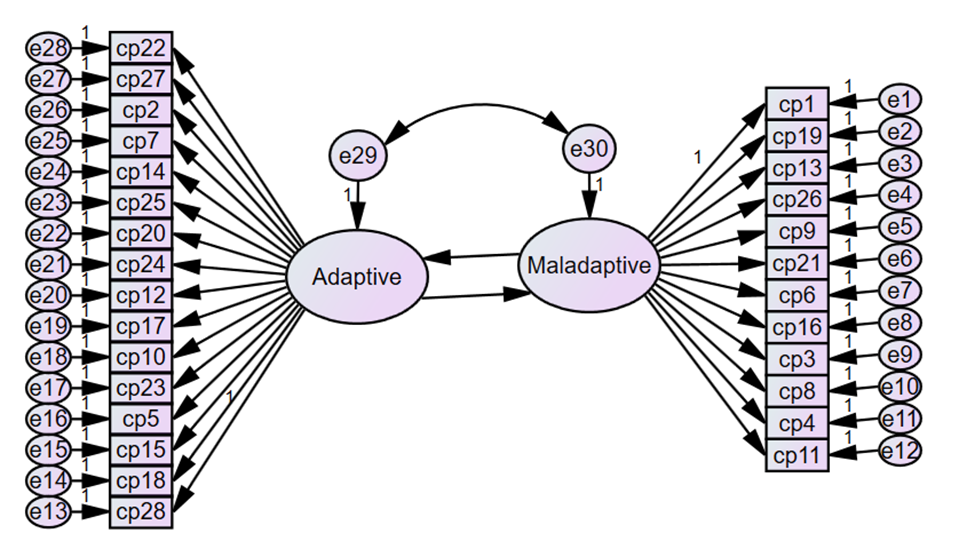 e28 1 cp22
e27 1 cp27
e26 1 cp2
e25 1 cp7
e24 1 cp14
e23 1 cp25
e22 1 cp20
e21 1 cp24
e20 1 cp12
e19 1 cp17
e18 1 cp10
e17 1 cp23
e16 1 cp5
e15 1 cp15
e14 1 cp18
e13 1 cp28
1
e29
1
Adaptive
e30
1
Maladaptive
1
cp1 1 e1
cp19 1 e2
cp13 1 e3
cp26 1 e4
cp9 1 e5
cp21 1 e6
cp6 1 e7
cp16 1 e8
cp3 1 e9
cp8 1 e10
cp4 1 e11
cp11 1 e12